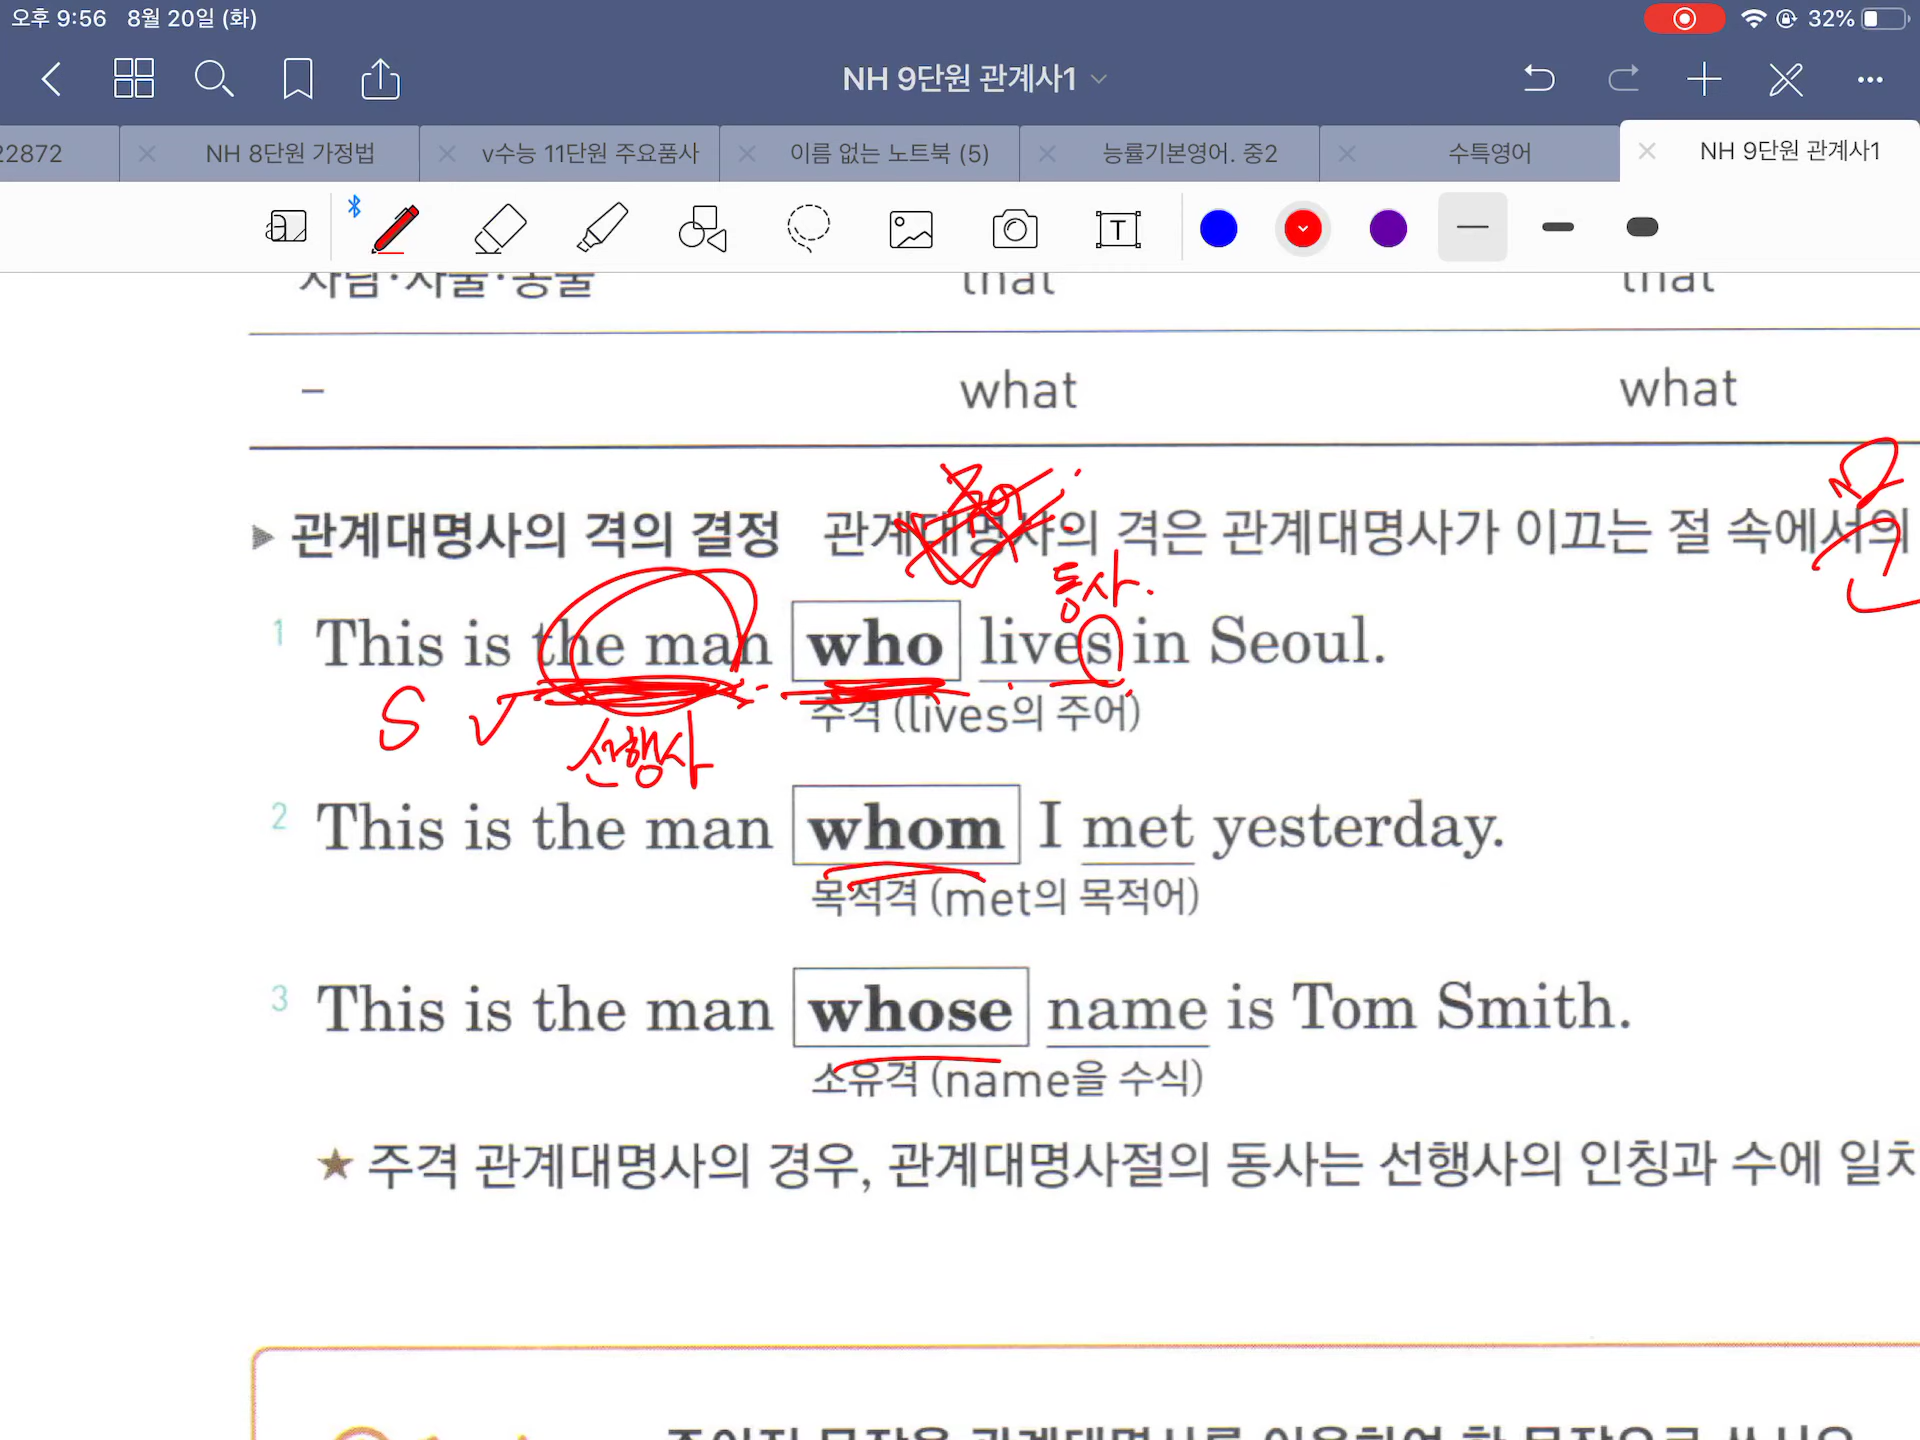 오후 9:56 8월 20일 (화) 32%
NH 9단원 관계사1
22872 NH 8단원 가정법 v수능 11단원 주요품사 이름 없는 노트북 (5) 능률기본영어. 중2 수특영어 NH 9단원 관계사1
사람·사물·동물 that that
– what what
관계대명사의 격의 결정 관계대명사의 격은 관계대명사가 이끄는 절 속에서의
동사.
1 This is the man who lives in Seoul.
S V 주격 (lives의 주어)
선행사
2 This is the man whom I met yesterday.
목적격 (met의 목적어)
3 This is the man whose name is Tom Smith.
소유격 (name을 수식)
★ 주격 관계대명사의 경우, 관계대명사절의 동사는 선행사의 인칭과 수에 일치